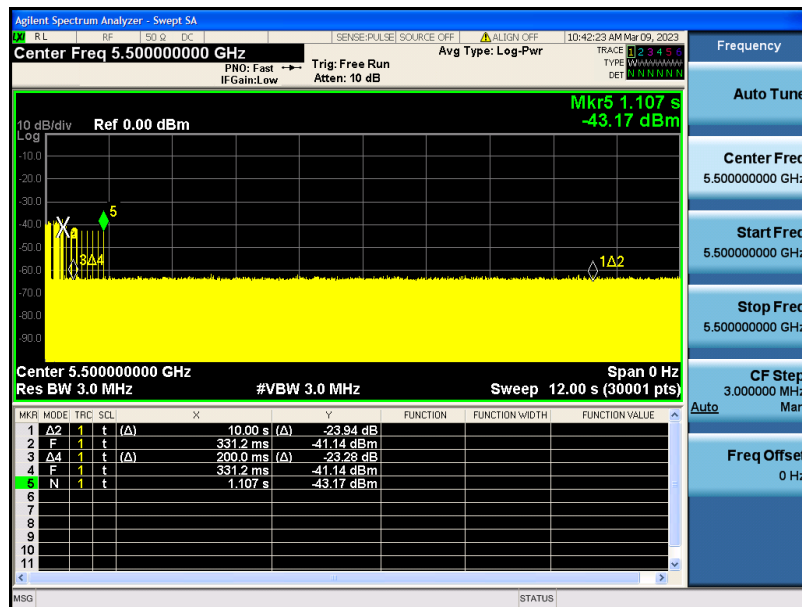 Agilent Spectrum Analyzer - Swept SA
LXI RL RF 50 Ω DC SENSE:PULSE SOURCE OFF ALIGN OFF 10:42:23 AM Mar 09, 2023
Center Freq 5.500000000 GHz
PNO: Fast
IFGain:Low
Trig: Free Run
Atten: 10 dB
Avg Type: Log-Pwr
TRACE 1 2 3 4 5 6
TYPE W
DET N N N N N N
Mkr5 1.107 s
-43.17 dBm
10 dB/div
Log
Ref 0.00 dBm
-10.0
-20.0
-30.0
-40.0
-50.0
-60.0
-70.0
-80.0
-90.0
5
3Δ4
1Δ2
Center 5.500000000 GHz
Span 0 Hz
Res BW 3.0 MHz
#VBW 3.0 MHz
Sweep 12.00 s (30001 pts)
MKR MODE TRC SCL X Y FUNCTION FUNCTION WIDTH FUNCTION VALUE
1 Δ2 1 t (Δ) 10.00 s (Δ) -23.94 dB
2 F 1 t 331.2 ms -41.14 dBm
3 Δ4 1 t (Δ) 200.0 ms (Δ) -23.28 dB
4 F 1 t 331.2 ms -41.14 dBm
5 N 1 t 1.107 s -43.17 dBm
6
7
8
9
10
11
MSG
STATUS
Frequency
Auto Tune
Center Freq
5.500000000 GHz
Start Freq
5.500000000 GHz
Stop Freq
5.500000000 GHz
CF Step
3.000000 MHz
Auto Man
Freq Offset
0 Hz